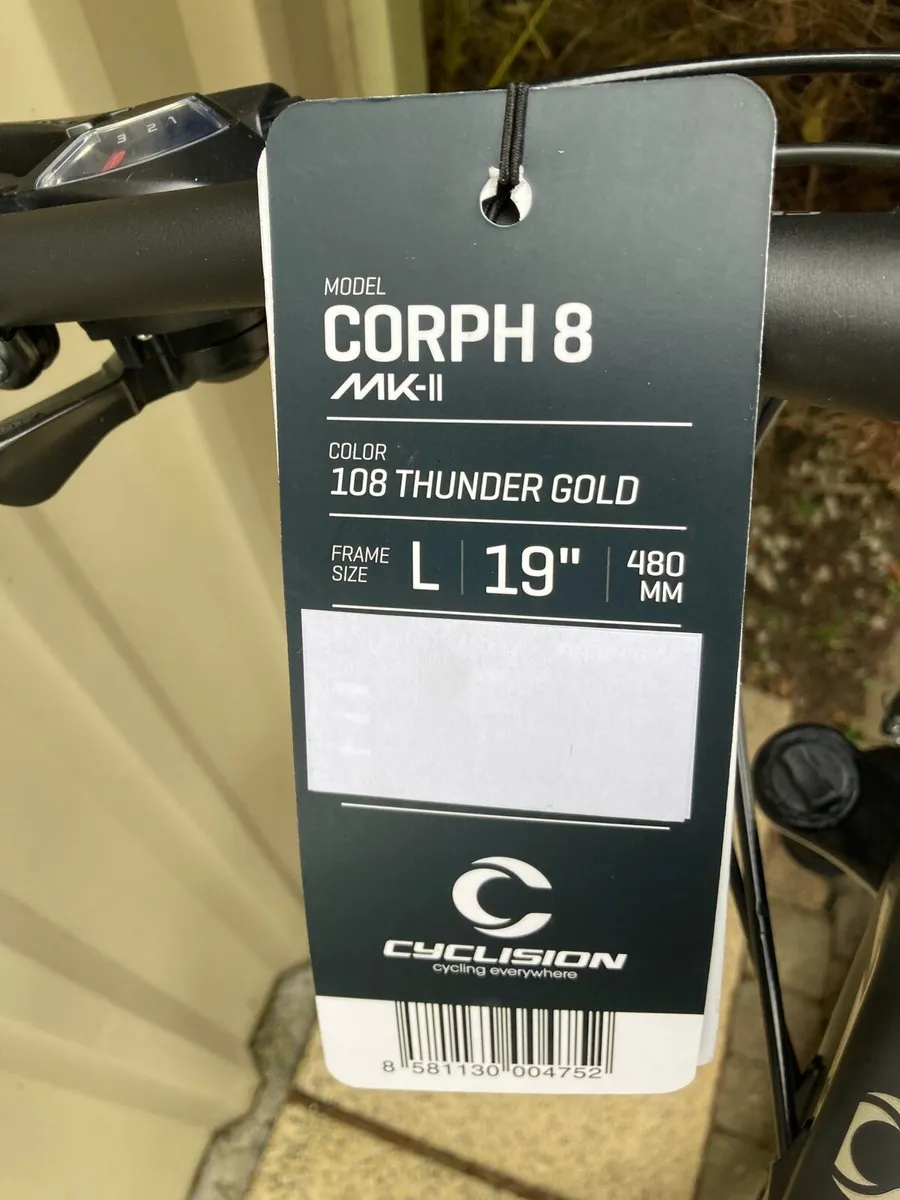 3 2 1
MODEL
CORPH 8
MK-II
COLOR
108 THUNDER GOLD
FRAME SIZE L 19" 480 MM
CYCLISION
cycling everywhere
8 581130 004752